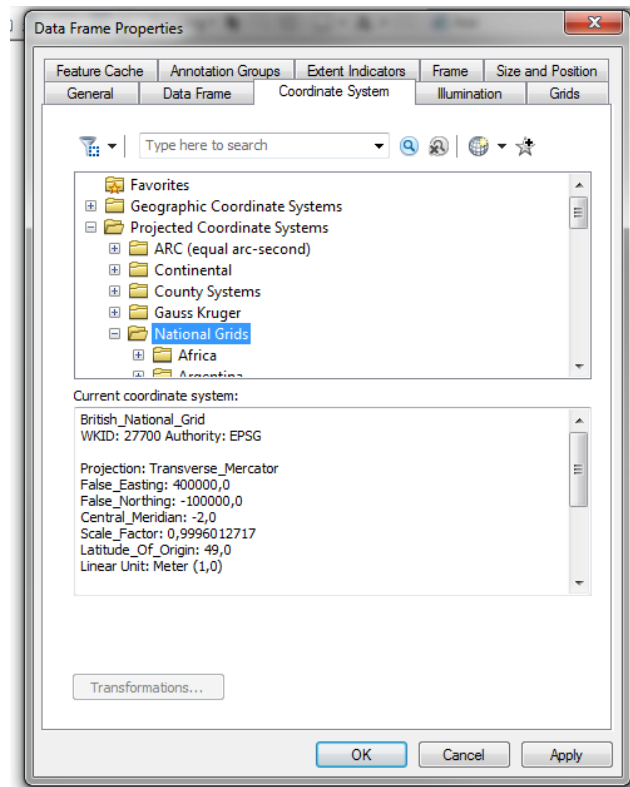 Data Frame Properties
Feature Cache Annotation Groups Extent Indicators Frame Size and Position
General Data Frame Coordinate System Illumination Grids
Type here to search
Favorites
Geographic Coordinate Systems
Projected Coordinate Systems
ARC (equal arc-second)
Continental
County Systems
Gauss Kruger
National Grids
Africa
Argentina
Current coordinate system:
British_National_Grid
WKID: 27700 Authority: EPSG
Projection: Transverse_Mercator
False_Easting: 400000,0
False_Northing: -100000,0
Central_Meridian: -2,0
Scale_Factor: 0,9996012717
Latitude_Of_Origin: 49,0
Linear Unit: Meter (1,0)
Transformations...
OK Cancel Apply